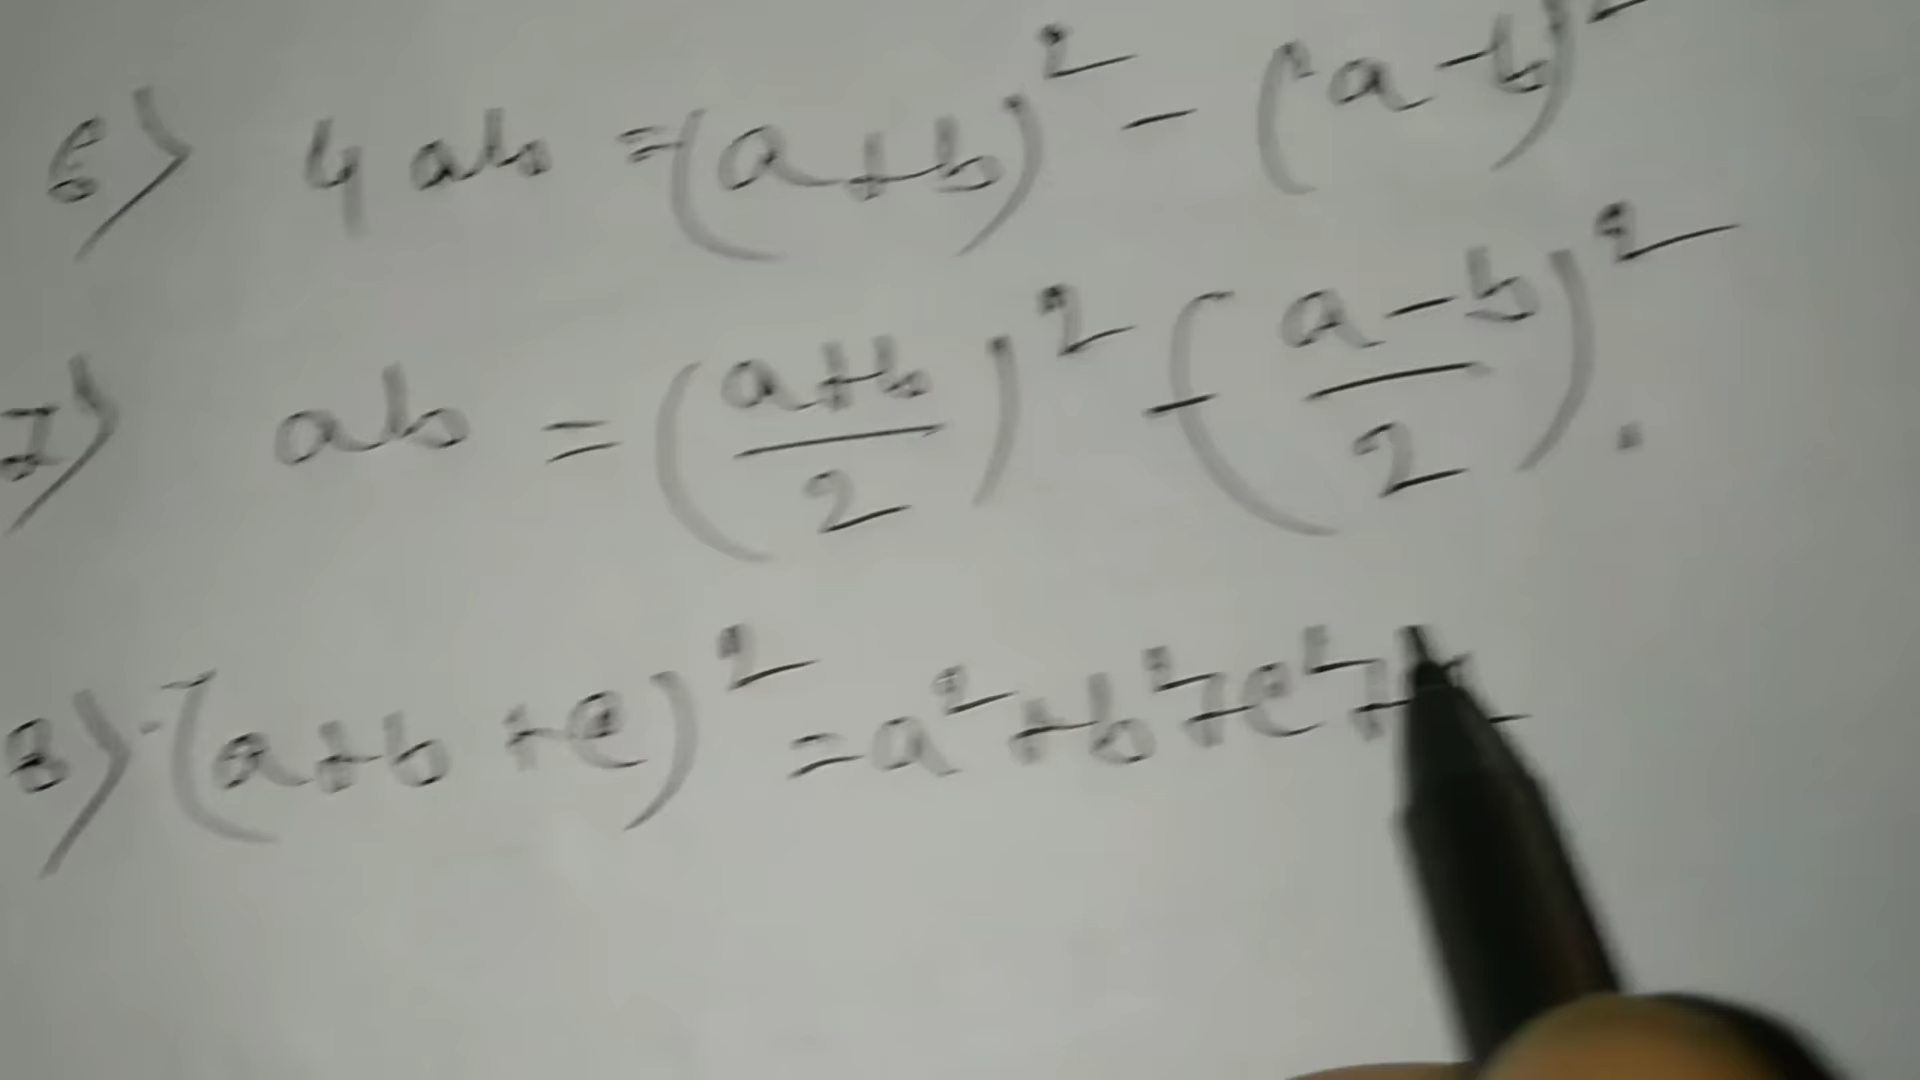 6) 4ab = (a+b)² - (a-b)²
7) ab = (a+b/2)² - (a-b/2)².
8) (a+b+c)² = a²+b²+c²+